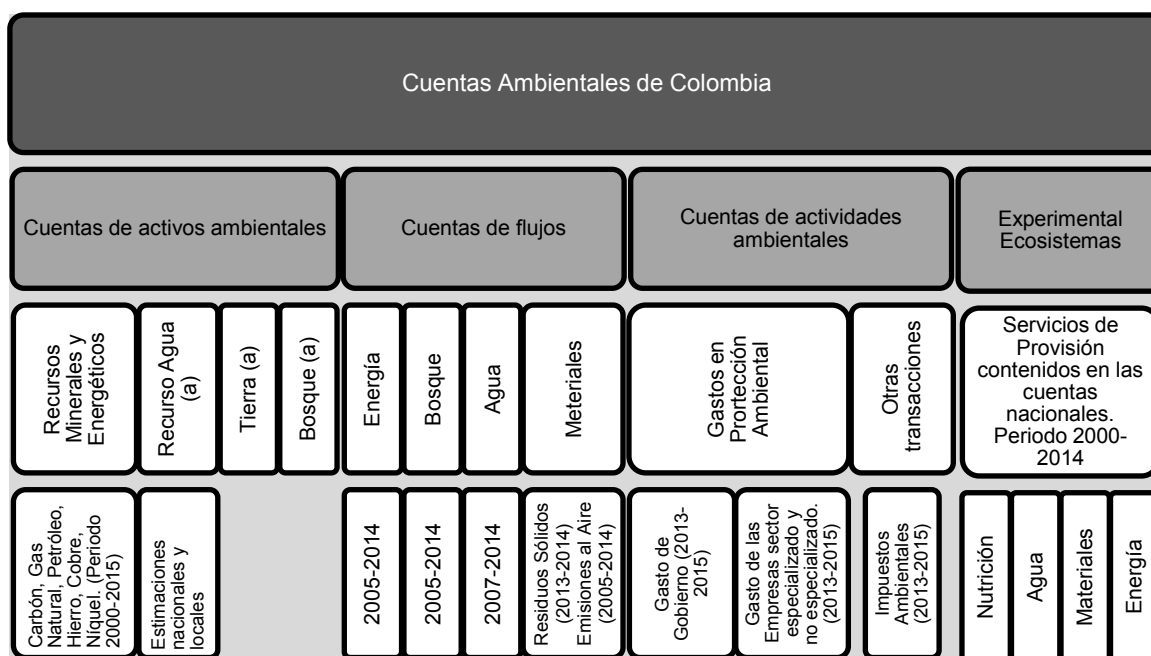 Cuentas Ambientales de Colombia
Cuentas de activos ambientales
Cuentas de flujos
Cuentas de actividades
ambientales
Experimental
Ecosistemas
Recursos
Minerales y
Energéticos
Recurso Agua
(a)
Tierra (a)
Bosque (a)
Energía
Bosque
Agua
Meteriales
Gastos en
Prortección
Ambiental
Otras
transacciones
Servicios de
Provisión
contenidos en las
cuentas
nacionales.
Periodo 2000-
2014
Carbón, Gas
Natural, Petróleo,
Hierro, Cobre,
Níquel. (Periodo
2000-2015)
Estimaciones
nacionales y
locales
2005-2014
2005-2014
2007-2014
Residuos Sólidos
(2013-2014)
Emisiones al Aire
(2005-2014)
Gasto de
Gobierno (2013-
2015)
Gasto de las
Empresas sector
especializado y
no especializado.
(2013-2015)
Impuestos
Ambientales
(2013-2015)
Nutrición
Agua
Materiales
Energía